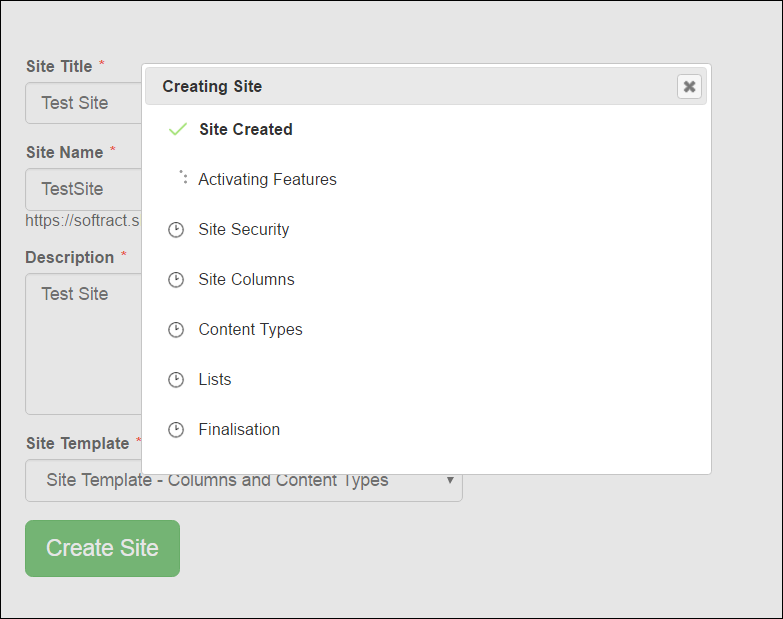 Site Title *
Test Site
Site Name *
TestSite
https://softract.s
Description *
Test Site
Site Template *
Site Template - Columns and Content Types
Create Site
Creating Site
Site Created
Activating Features
Site Security
Site Columns
Content Types
Lists
Finalisation